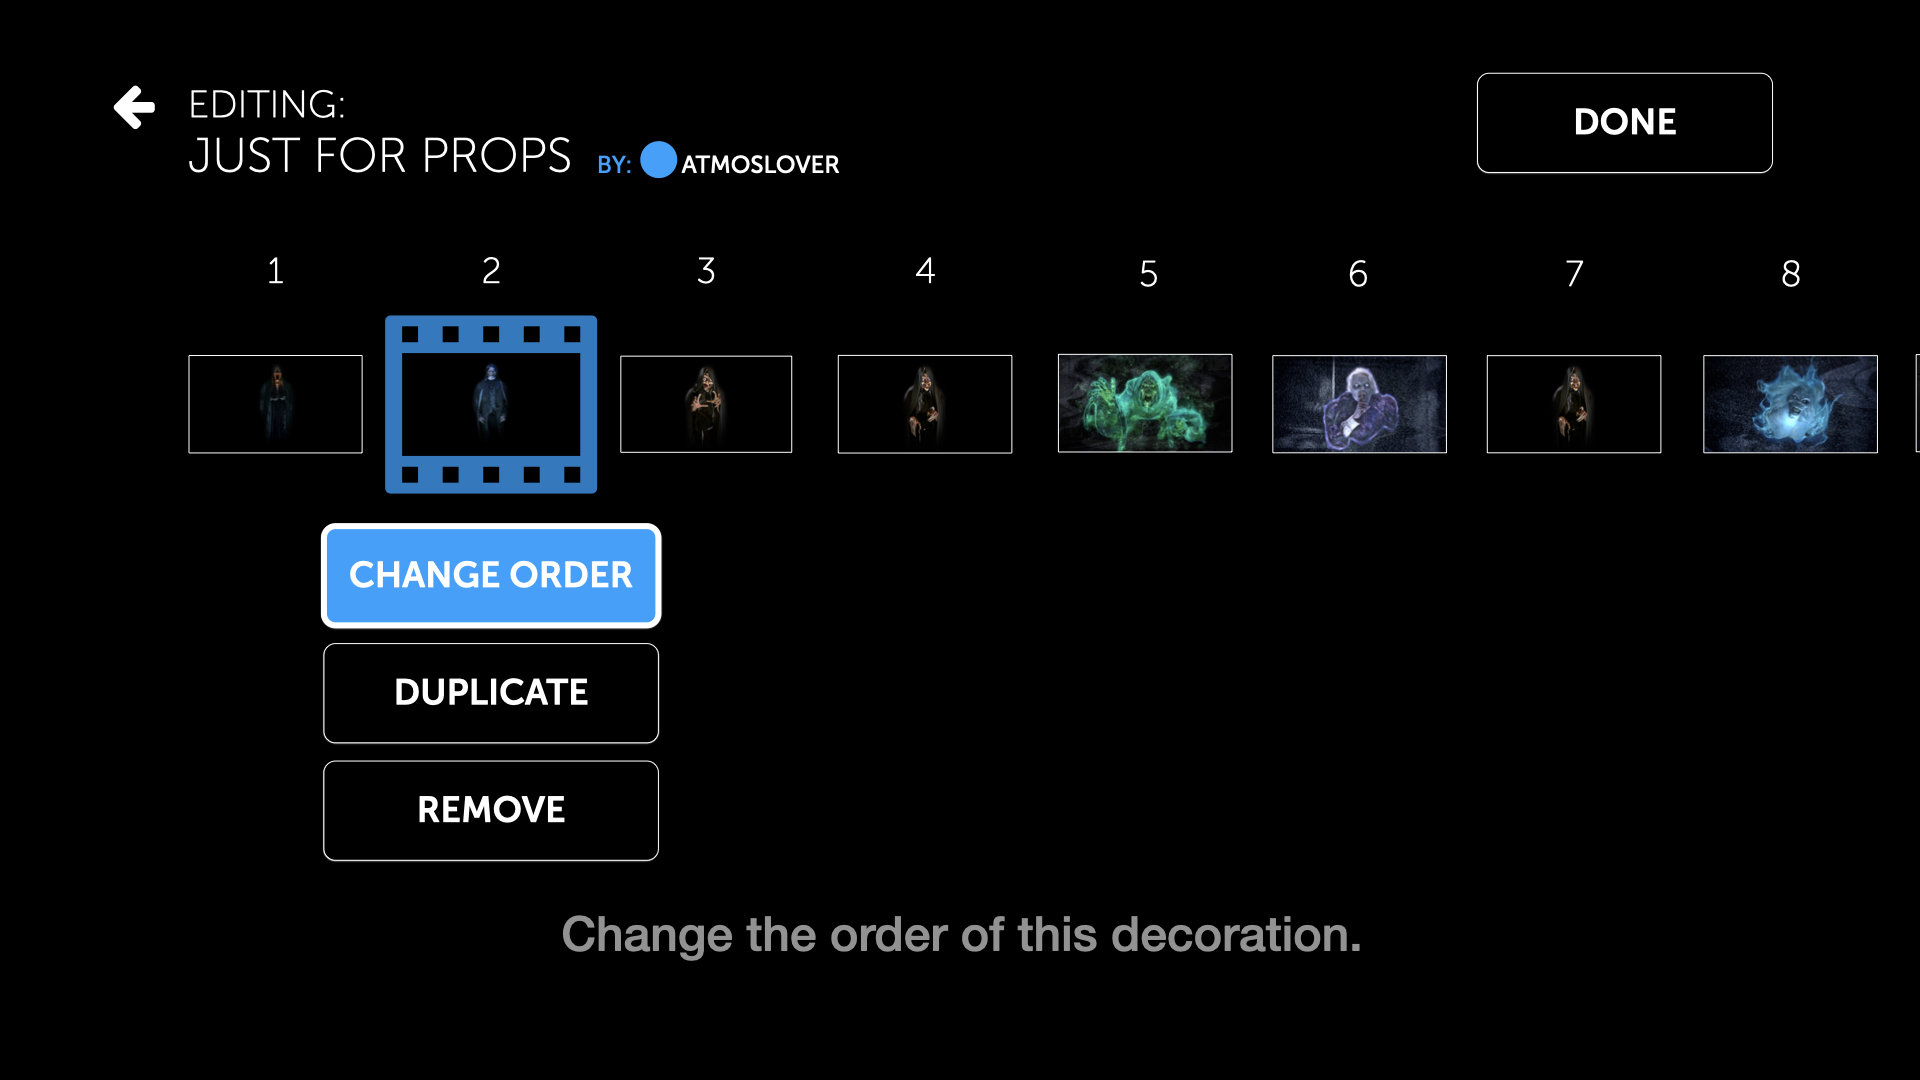 EDITING:
JUST FOR PROPS BY: ATMOSLOVER
DONE
1 2 3 4 5 6 7 8
CHANGE ORDER
DUPLICATE
REMOVE
Change the order of this decoration.